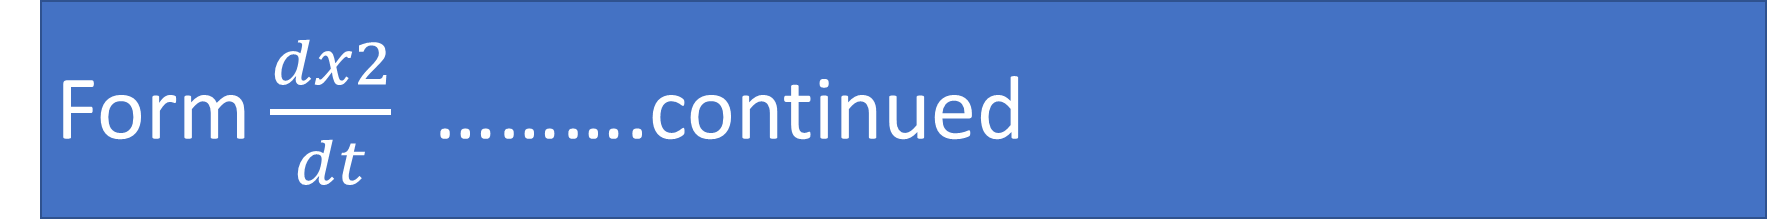 Form dx2/dt ……….continued